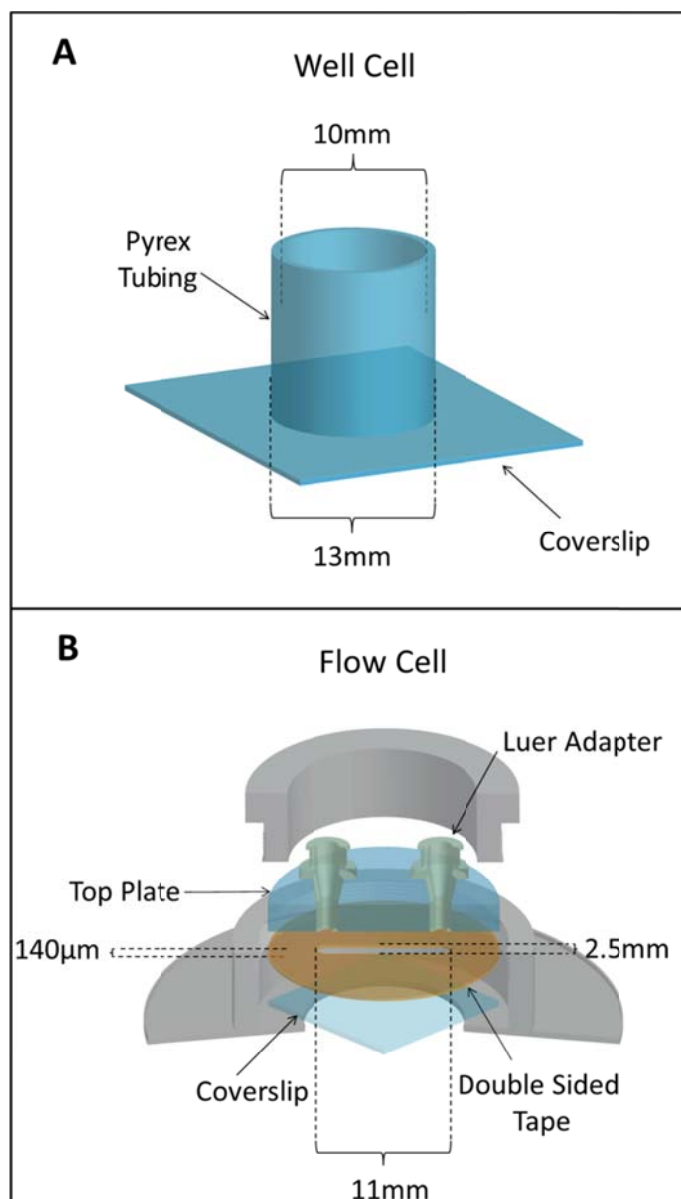 A
Well Cell
10mm
Pyrex
Tubing
Coverslip
13mm
B
Flow Cell
Luer Adapter
Top Plate
140µm
2.5mm
Coverslip
Double Sided
Tape
11mm